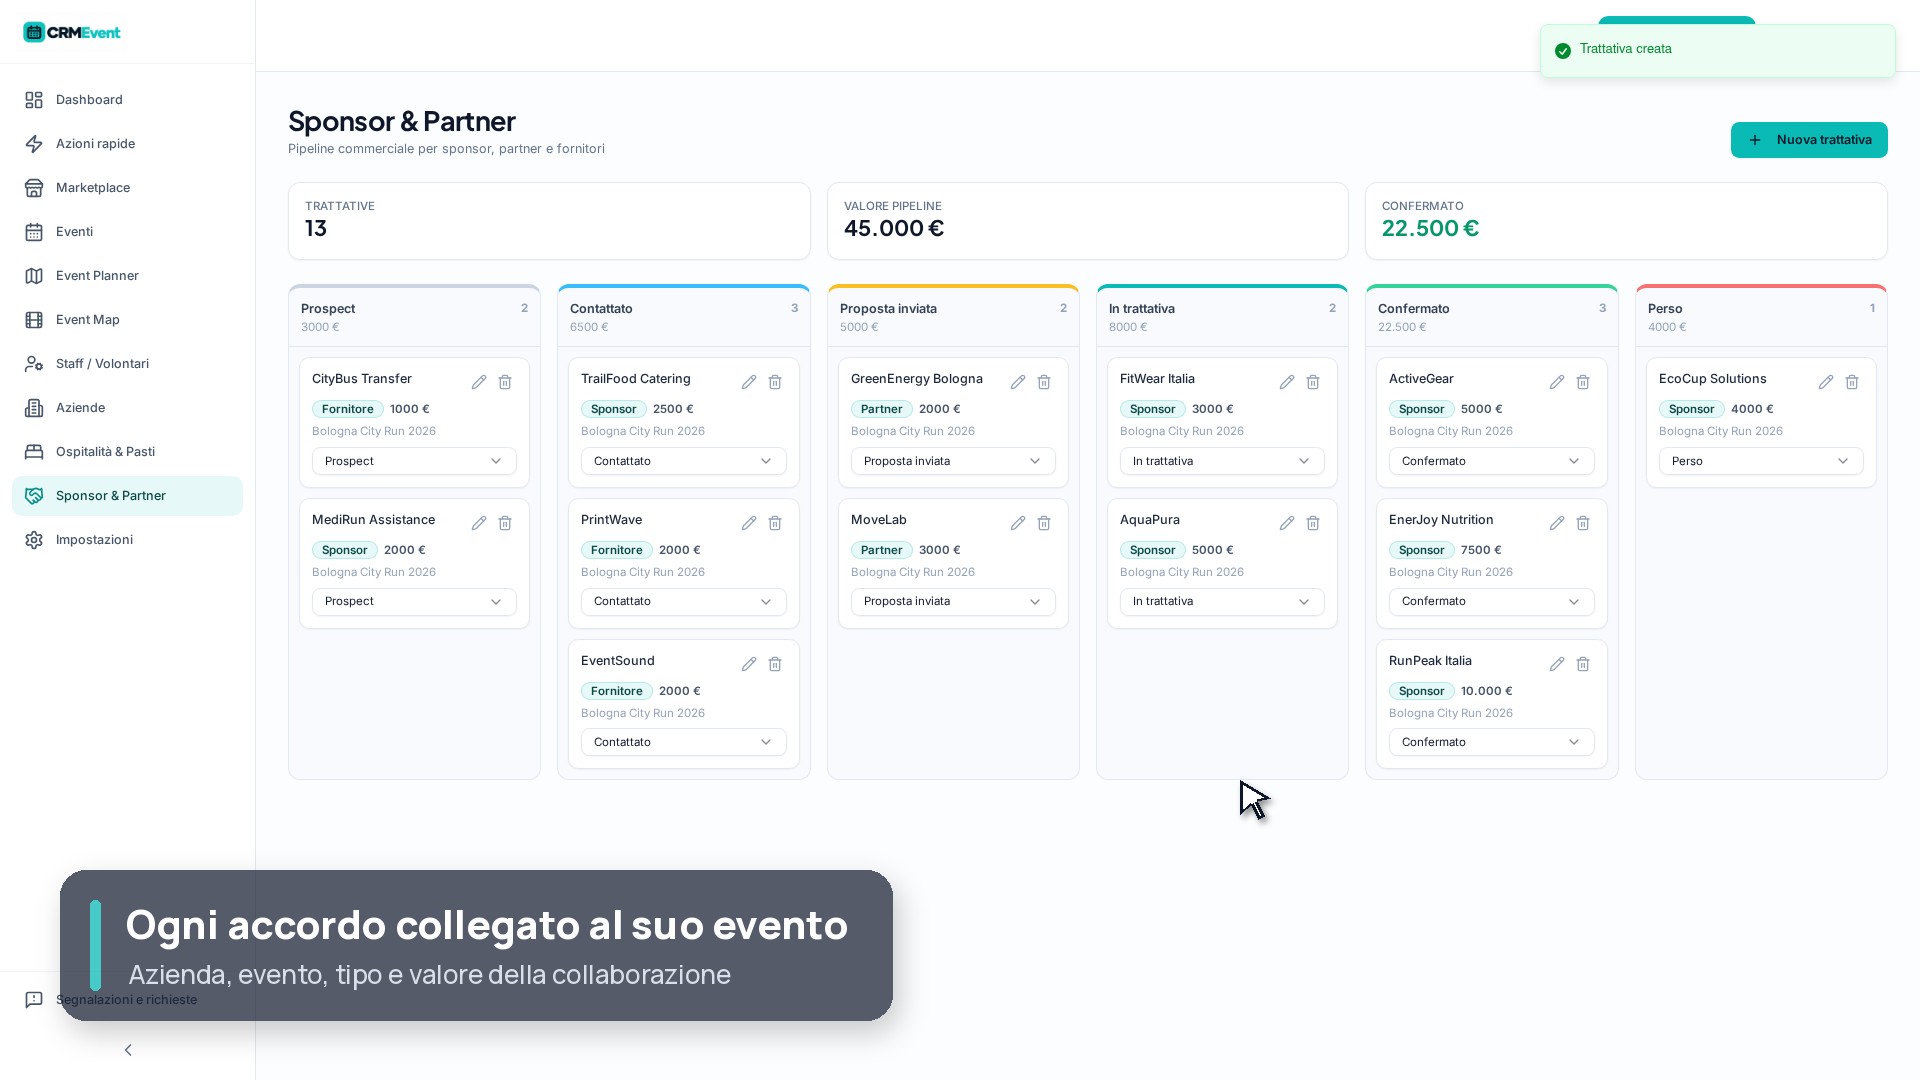 CRMEvent
Trattativa creata
Dashboard
Azioni rapide
Marketplace
Eventi
Event Planner
Event Map
Staff / Volontari
Aziende
Ospitalità & Pasti
Sponsor & Partner
Impostazioni
Segnalazioni e richieste
Sponsor & Partner
Pipeline commerciale per sponsor, partner e fornitori
Nuova trattativa
TRATTATIVE
13
VALORE PIPELINE
45.000 €
CONFERMATO
22.500 €
Prospect 2
3000 €
CityBus Transfer
Fornitore 1000 €
Bologna City Run 2026
Prospect
MediRun Assistance
Sponsor 2000 €
Bologna City Run 2026
Prospect
Contattato 3
6500 €
TrailFood Catering
Sponsor 2500 €
Bologna City Run 2026
Contattato
PrintWave
Fornitore 2000 €
Bologna City Run 2026
Contattato
EventSound
Fornitore 2000 €
Bologna City Run 2026
Contattato
Proposta inviata 2
5000 €
GreenEnergy Bologna
Partner 2000 €
Bologna City Run 2026
Proposta inviata
MoveLab
Partner 3000 €
Bologna City Run 2026
Proposta inviata
In trattativa 2
8000 €
FitWear Italia
Sponsor 3000 €
Bologna City Run 2026
In trattativa
AquaPura
Sponsor 5000 €
Bologna City Run 2026
In trattativa
Confermato 3
22.500 €
ActiveGear
Sponsor 5000 €
Bologna City Run 2026
Confermato
EnerJoy Nutrition
Sponsor 7500 €
Bologna City Run 2026
Confermato
RunPeak Italia
Sponsor 10.000 €
Bologna City Run 2026
Confermato
Perso 1
4000 €
EcoCup Solutions
Sponsor 4000 €
Bologna City Run 2026
Perso
Ogni accordo collegato al suo evento
Azienda, evento, tipo e valore della collaborazione